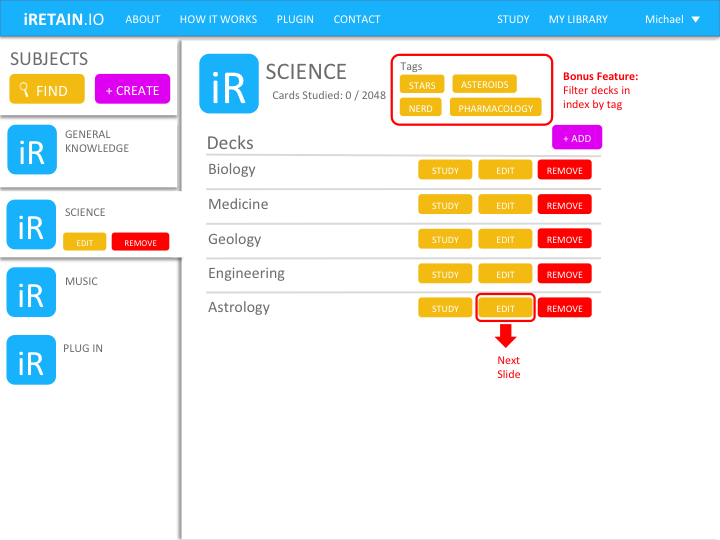 iRETAIN.IO ABOUT HOW IT WORKS PLUGIN CONTACT STUDY MY LIBRARY Michael
SUBJECTS
FIND + CREATE
iR GENERAL
KNOWLEDGE
iR SCIENCE
EDIT REMOVE
iR MUSIC
iR PLUG IN
iR SCIENCE
Cards Studied: 0 / 2048
Tags
STARS ASTEROIDS
NERD PHARMACOLOGY
Bonus Feature:
Filter decks in
index by tag
Decks + ADD
Biology STUDY EDIT REMOVE
Medicine STUDY EDIT REMOVE
Geology STUDY EDIT REMOVE
Engineering STUDY EDIT REMOVE
Astrology STUDY EDIT REMOVE
Next
Slide